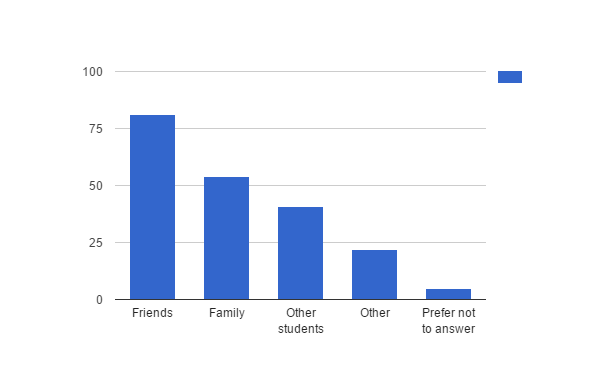 100
75
50
25
0
Friends
Family
Other
students
Other
Prefer not
to answer